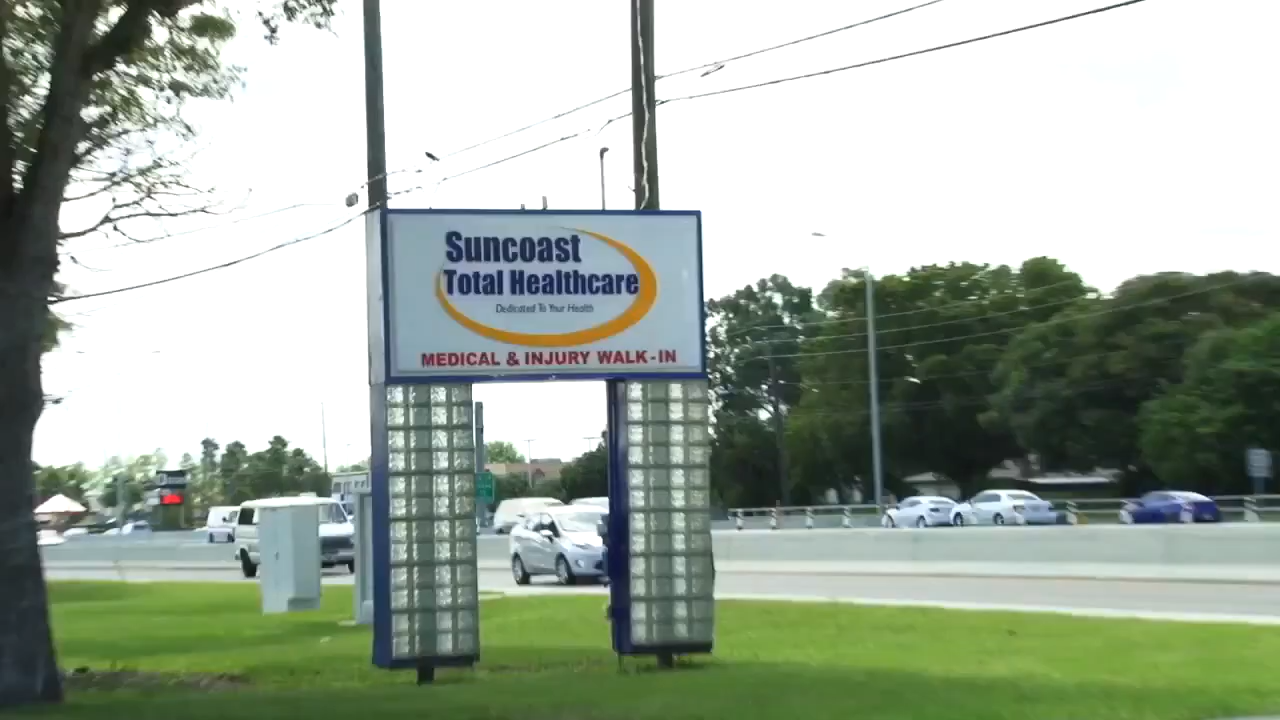 Suncoast
Total Healthcare
Dedicated To Your Health
MEDICAL & INJURY WALK-IN